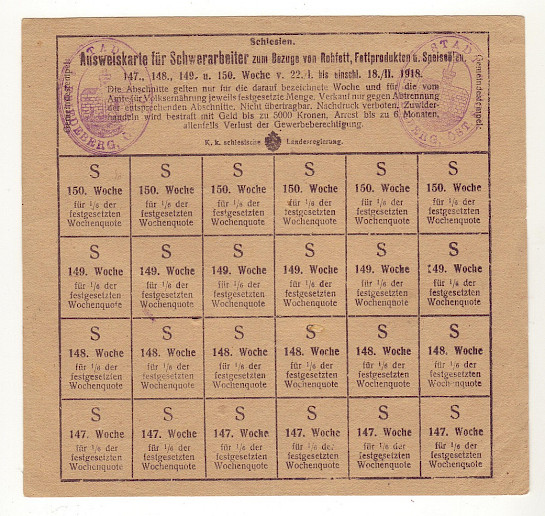 Schlesien.
Ausweiskarte für Schwerarbeiter zum Bezuge von Rohfett, Fettprodukten u. Speiseölen,
147., 148., 149. u. 150. Woche v. 22./I. bis einschl. 18./II. 1918.
Die Abschnitte gelten nur für die darauf bezeichnete Woche und für die vom
Amte für Volksernährung jeweils festgesetzte Menge. Verkauf nur gegen Abtrennung
der entsprechenden Abschnitte. Nicht übertragbar. Nachdruck verboten. Zuwider-
handeln wird bestraft mit Geld bis zu 5000 Kronen, Arrest bis zu 6 Monaten,
allenfalls Verlust der Gewerbeberechtigung.
K. k. schlesische Landesregierung.
Gemeindestempel:
STADT
STADT
S S S S S S
150. Woche 150. Woche 150. Woche 150. Woche 150. Woche 150. Woche
für 1/6 der für 1/6 der für 1/6 der für 1/6 der für 1/6 der für 1/6 der
festgesetzten festgesetzten festgesetzten festgesetzten festgesetzten festgesetzten
Wochenquote Wochenquote Wochenquote Wochenquote Wochenquote Wochenquote
S S S S S S
149. Woche 149. Woche 149. Woche 149. Woche 149. Woche 149. Woche
für 1/6 der für 1/6 der für 1/6 der für 1/6 der für 1/6 der für 1/6 der
festgesetzten festgesetzten festgesetzten festgesetzten festgesetzten festgesetzten
Wochenquote Wochenquote Wochenquote Wochenquote Wochenquote Wochenquote
S S S S S S
148. Woche 148. Woche 148. Woche 148. Woche 148. Woche 148. Woche
für 1/6 der für 1/6 der für 1/6 der für 1/6 der für 1/6 der für 1/6 der
festgesetzten festgesetzten festgesetzten festgesetzten festgesetzten festgesetzten
Wochenquote Wochenquote Wochenquote Wochenquote Wochenquote Wochenquote
S S S S S S
147. Woche 147. Woche 147. Woche 147. Woche 147. Woche 147. Woche
für 1/6 der für 1/6 der für 1/6 der für 1/6 der für 1/6 der für 1/6 der
festgesetzten festgesetzten festgesetzten festgesetzten festgesetzten festgesetzten
Wochenquote Wochenquote Wochenquote Wochenquote Wochenquote Wochenquote